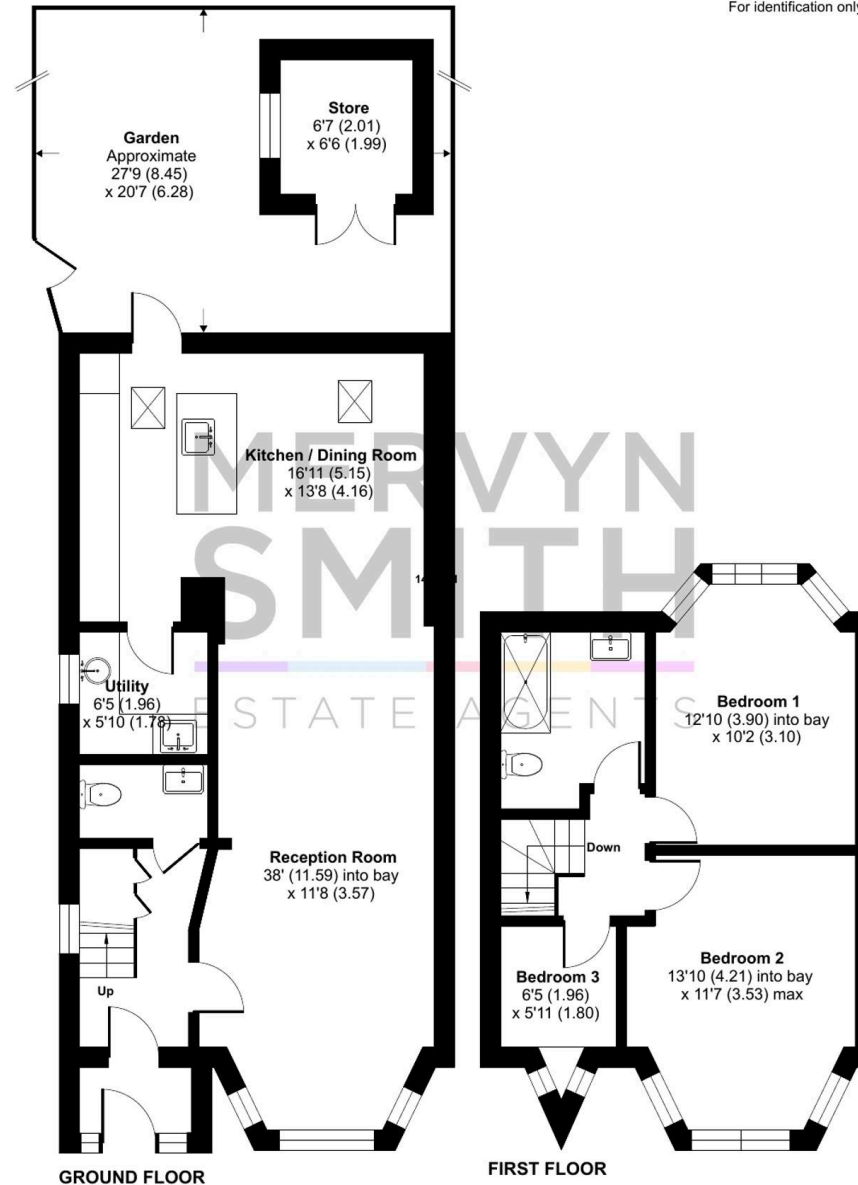 For identification only
Store
6'7 (2.01)
x 6'6 (1.99)
Garden
Approximate
27'9 (8.45)
x 20'7 (6.28)
MERVYN
SMITH
ESTATE AGENTS
Kitchen / Dining Room
16'11 (5.15)
x 13'8 (4.16)
Utility
6'5 (1.96)
x 5'10 (1.78)
Reception Room
38' (11.59) into bay
x 11'8 (3.57)
Up
GROUND FLOOR
Bedroom 1
12'10 (3.90) into bay
x 10'2 (3.10)
Down
Bedroom 2
13'10 (4.21) into bay
x 11'7 (3.53) max
Bedroom 3
6'5 (1.96)
x 5'11 (1.80)
FIRST FLOOR